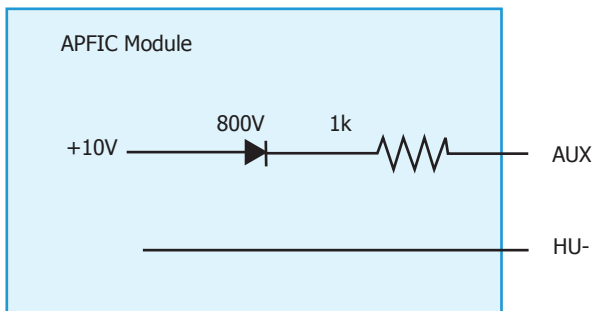 APFIC Module
800V 1k
+10V
AUX
HU-